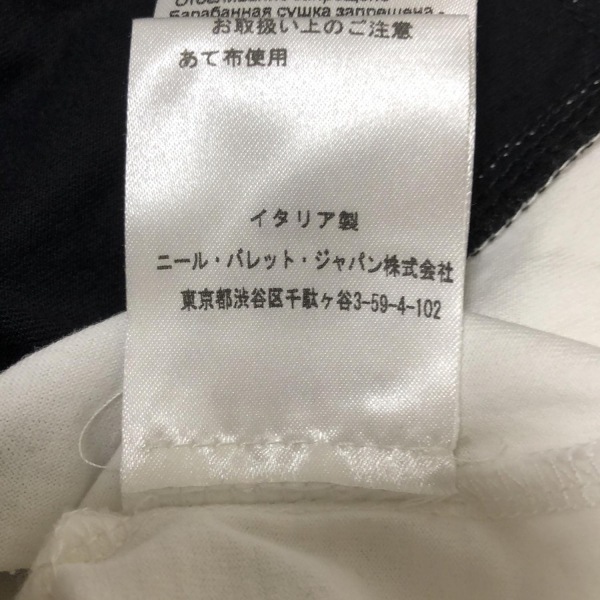 Барабанная сушка запрещена -
お取扱い上のご注意
あて布使用
イタリア製
ニール・バレット・ジャパン株式会社
東京都渋谷区千駄ヶ谷3-59-4-102